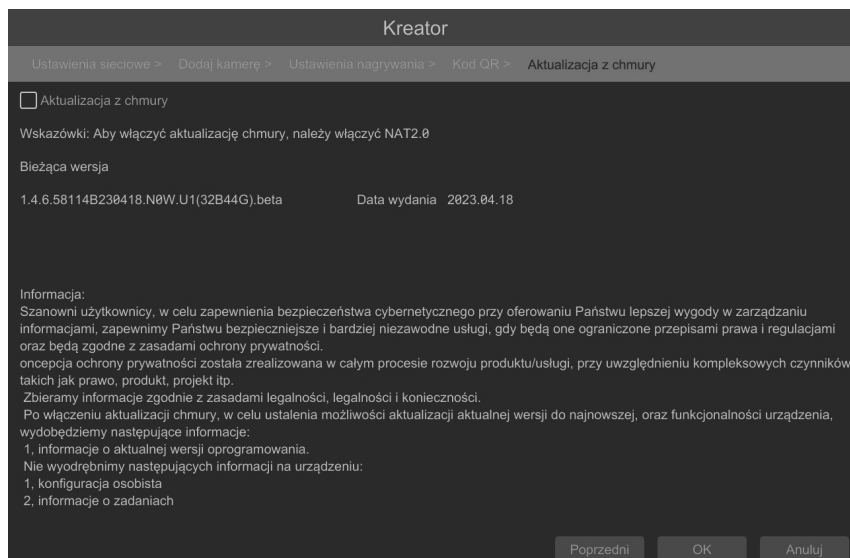 Kreator
Ustawienia sieciowe > Dodaj kamerę > Ustawienia nagrywania > Kod QR > Aktualizacja z chmury
Aktualizacja z chmury
Wskazówki: Aby włączyć aktualizację chmury, należy włączyć NAT2.0
Bieżąca wersja
1.4.6.58114B230418.N0W.U1(32B44G).beta Data wydania 2023.04.18
Informacja:
Szanowni użytkownicy, w celu zapewnienia bezpieczeństwa cybernetycznego przy oferowaniu Państwu lepszej wygody w zarządzaniu
informacjami, zapewnimy Państwu bezpieczniejsze i bardziej niezawodne usługi, gdy będą one ograniczone przepisami prawa i regulacjami
oraz będą zgodne z zasadami ochrony prywatności.
oncepcja ochrony prywatności została zrealizowana w całym procesie rozwoju produktu/usługi, przy uwzględnieniu kompleksowych czynników
takich jak prawo, produkt, projekt itp.
Zbieramy informacje zgodnie z zasadami legalności, legalności i konieczności.
Po włączeniu aktualizacji chmury, w celu ustalenia możliwości aktualizacji aktualnej wersji do najnowszej, oraz funkcjonalności urządzenia,
wydobędziemy następujące informacje:
1, informacje o aktualnej wersji oprogramowania.
Nie wyodrębnimy następujących informacji na urządzeniu:
1, konfiguracja osobista
2, informacje o zadaniach
Poprzedni OK Anuluj